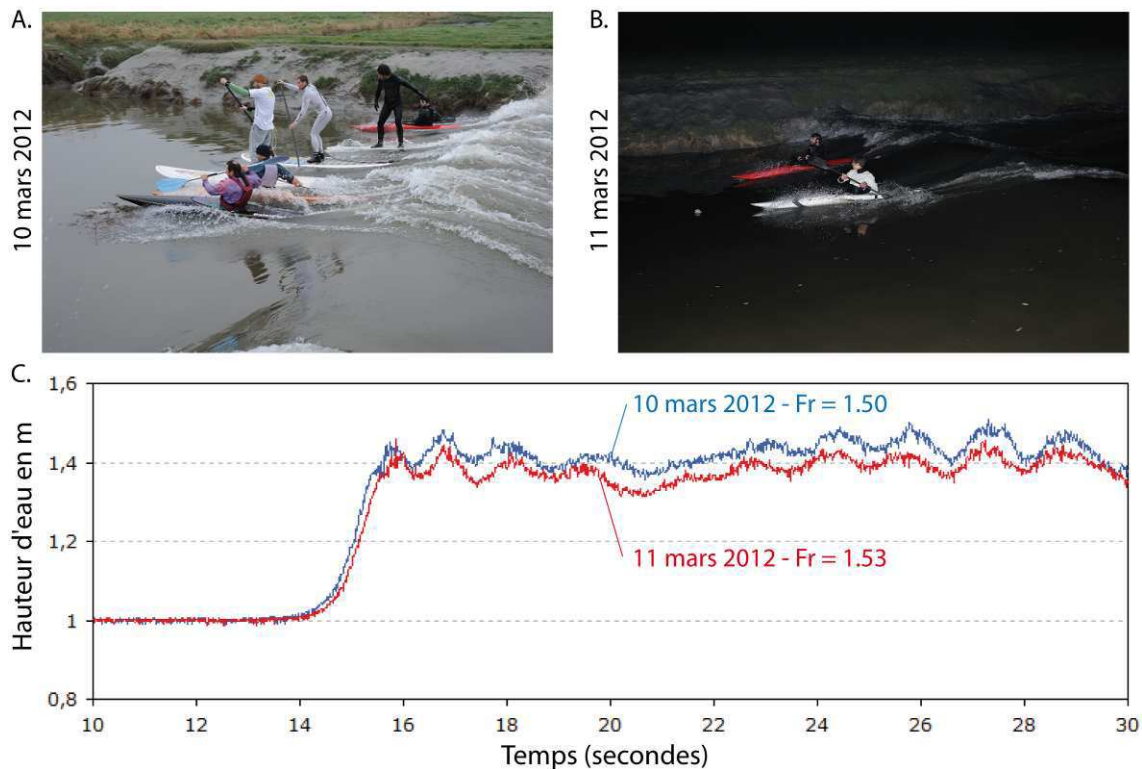 A.
10 mars 2012
B.
11 mars 2012
C.
Hauteur d'eau en m
1,6
1,4
1,2
1
0,8
10 mars 2012 - Fr = 1.50
11 mars 2012 - Fr = 1.53
10 12 14 16 18 20 22 24 26 28 30
Temps (secondes)